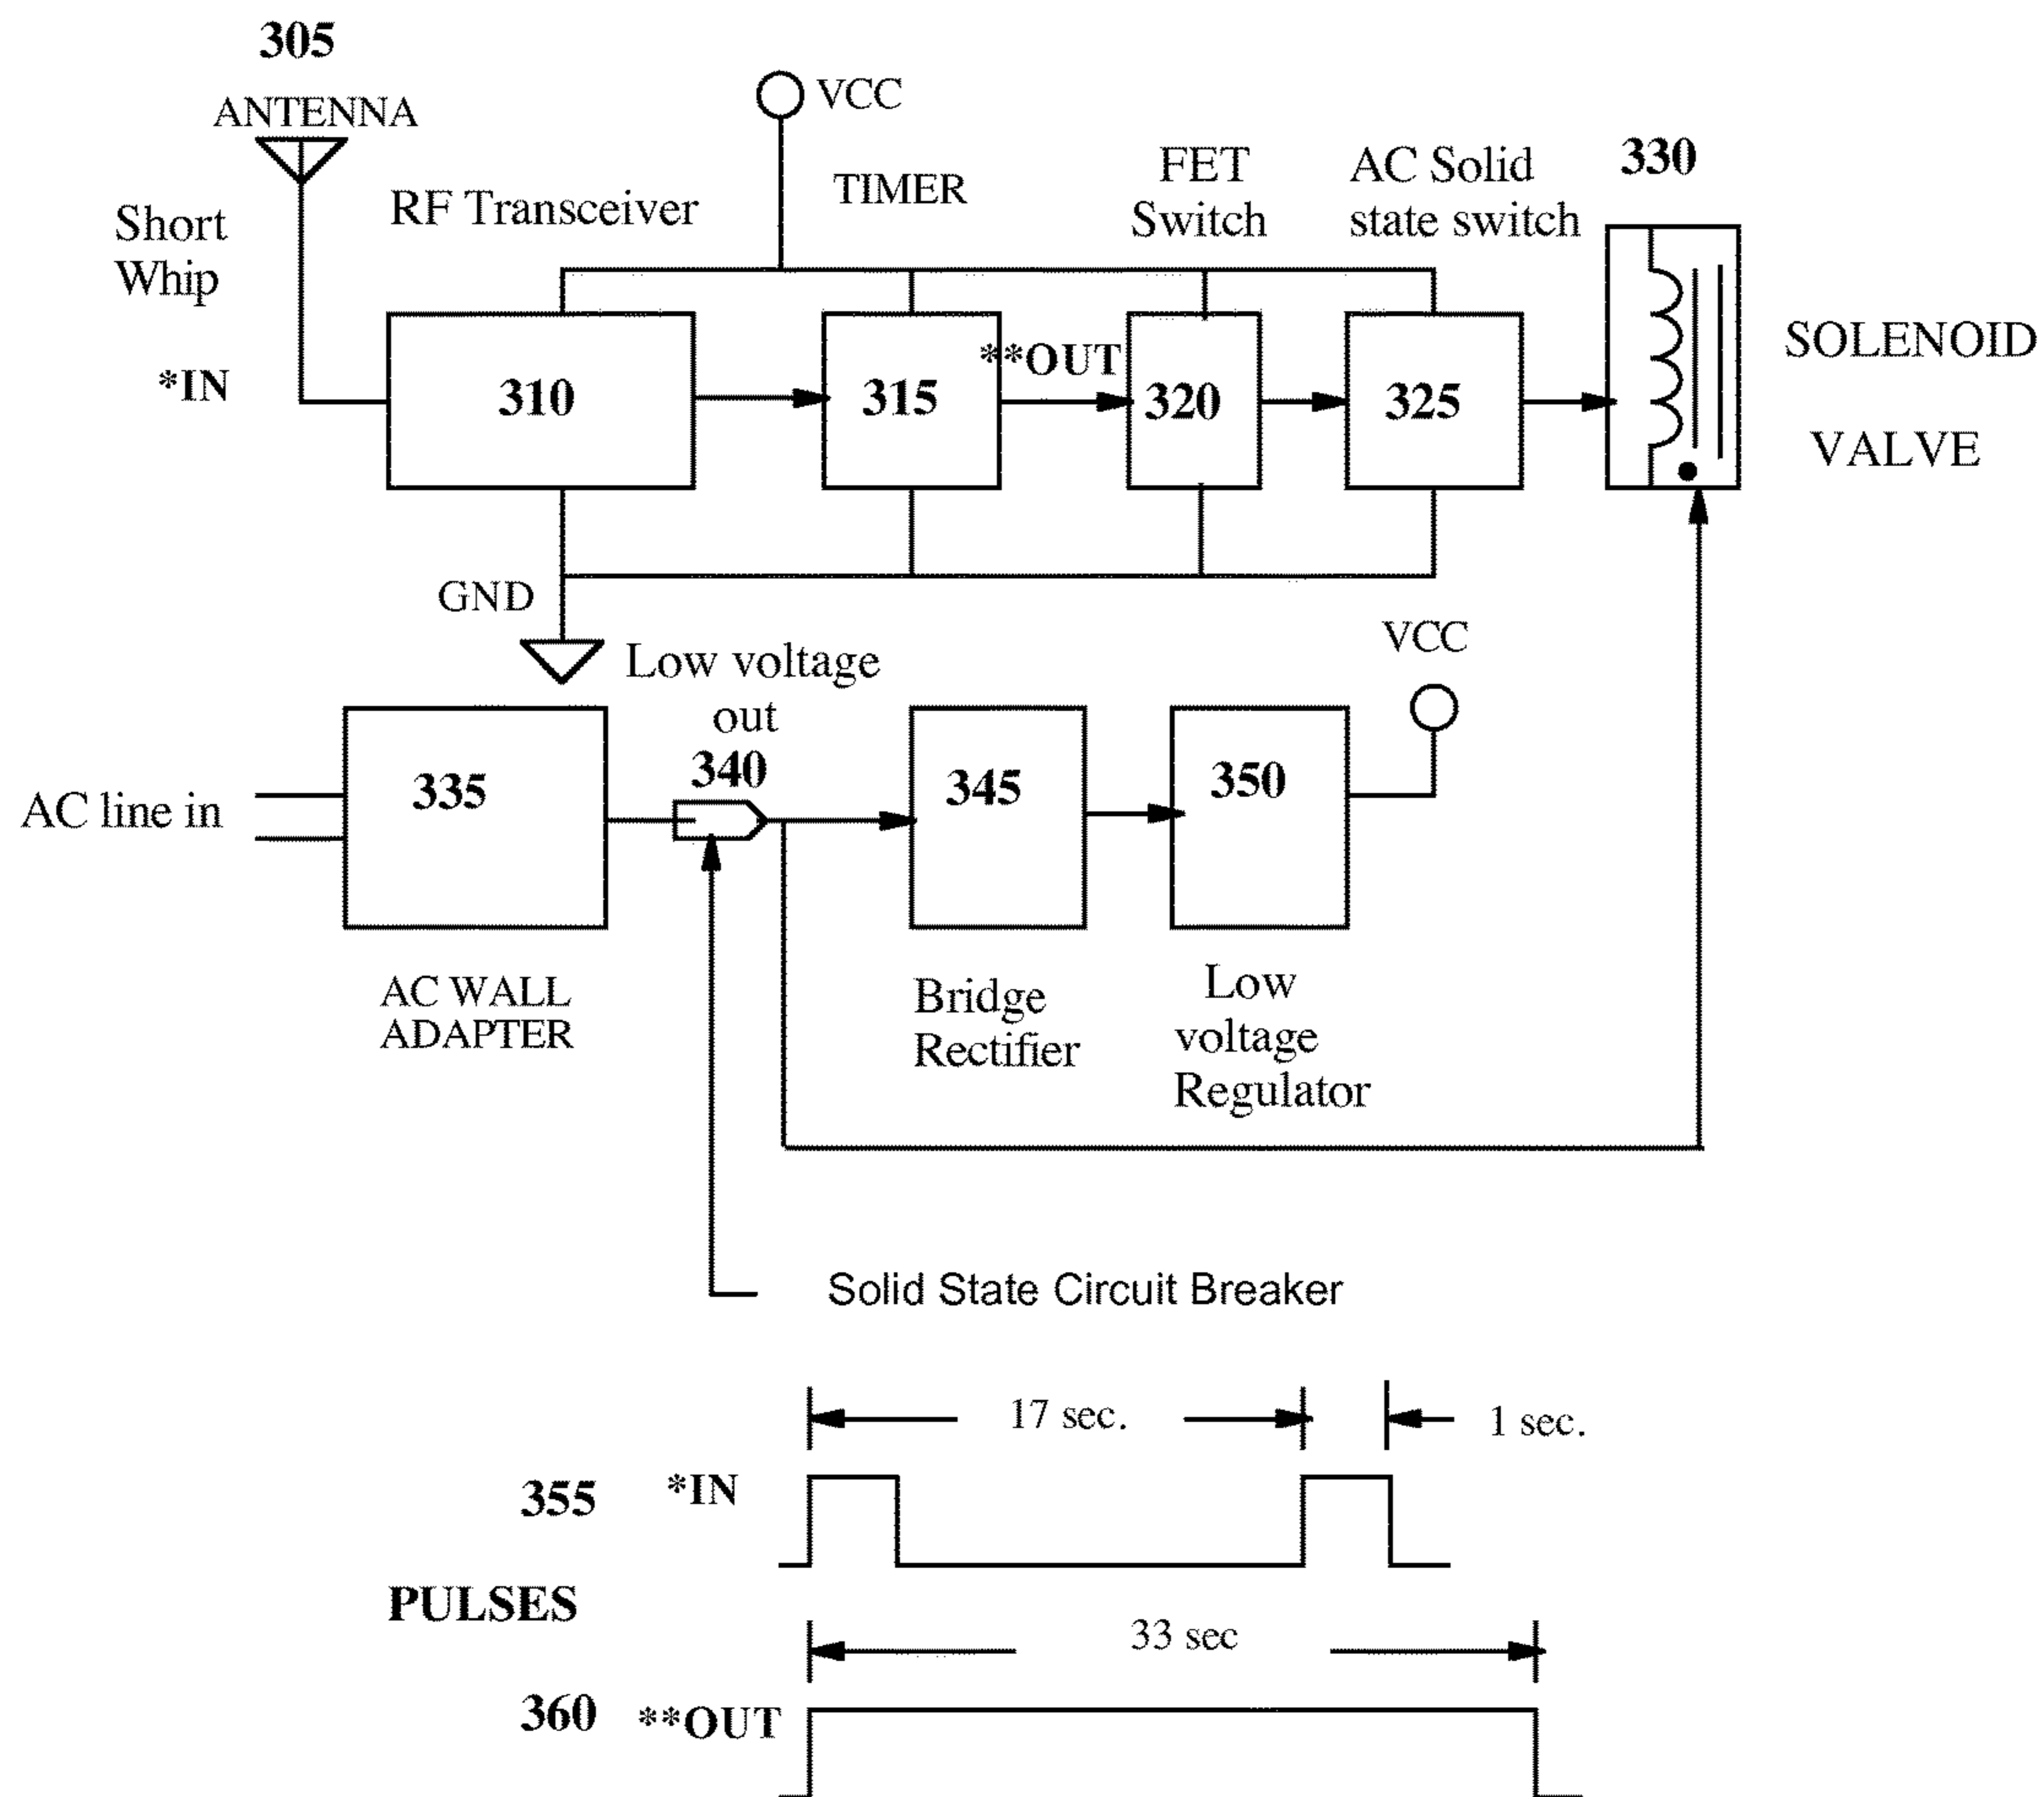 305
ANTENNA
VCC
TIMER
FET
Switch
AC Solid
state switch
330
Short
Whip
RF Transceiver
*IN
310
315
**OUT
320
325
SOLENOID
VALVE
GND
Low voltage
out
340
VCC
AC line in
335
345
350
AC WALL
ADAPTER
Bridge
Rectifier
Low
voltage
Regulator
Solid State Circuit Breaker
17 sec.
1 sec.
355
*IN
PULSES
33 sec
360
**OUT